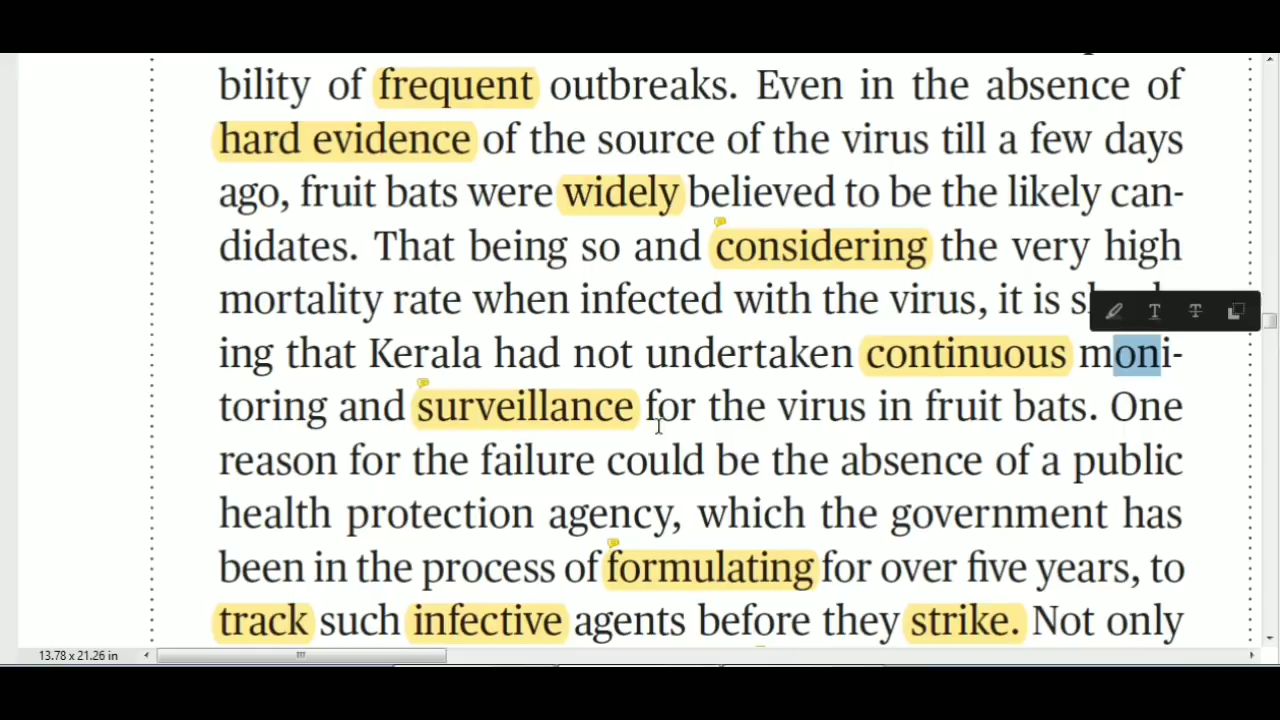 bility of frequent outbreaks. Even in the absence of
hard evidence of the source of the virus till a few days
ago, fruit bats were widely believed to be the likely can-
didates. That being so and considering the very high
mortality rate when infected with the virus, it is
ing that Kerala had not undertaken continuous moni-
toring and surveillance for the virus in fruit bats. One
reason for the failure could be the absence of a public
health protection agency, which the government has
been in the process of formulating for over five years, to
track such infective agents before they strike. Not only
13.78 x 21.26 in